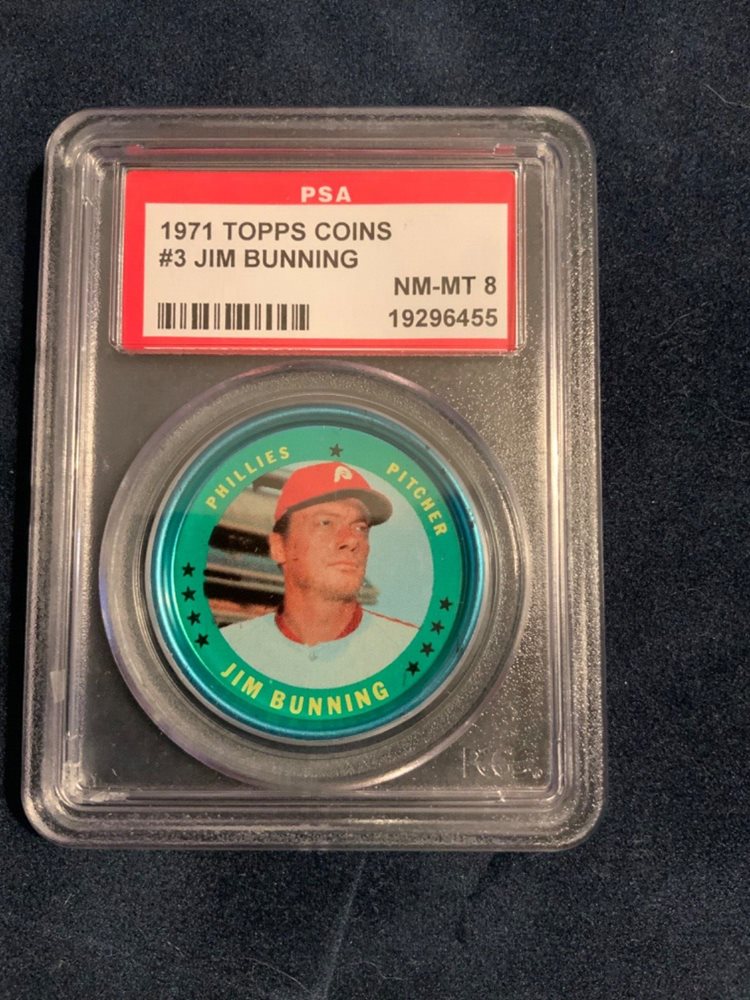 PSA
1971 TOPPS COINS
#3 JIM BUNNING
NM-MT 8
19296455
PHILLIES
PITCHER
P
JIM BUNNING